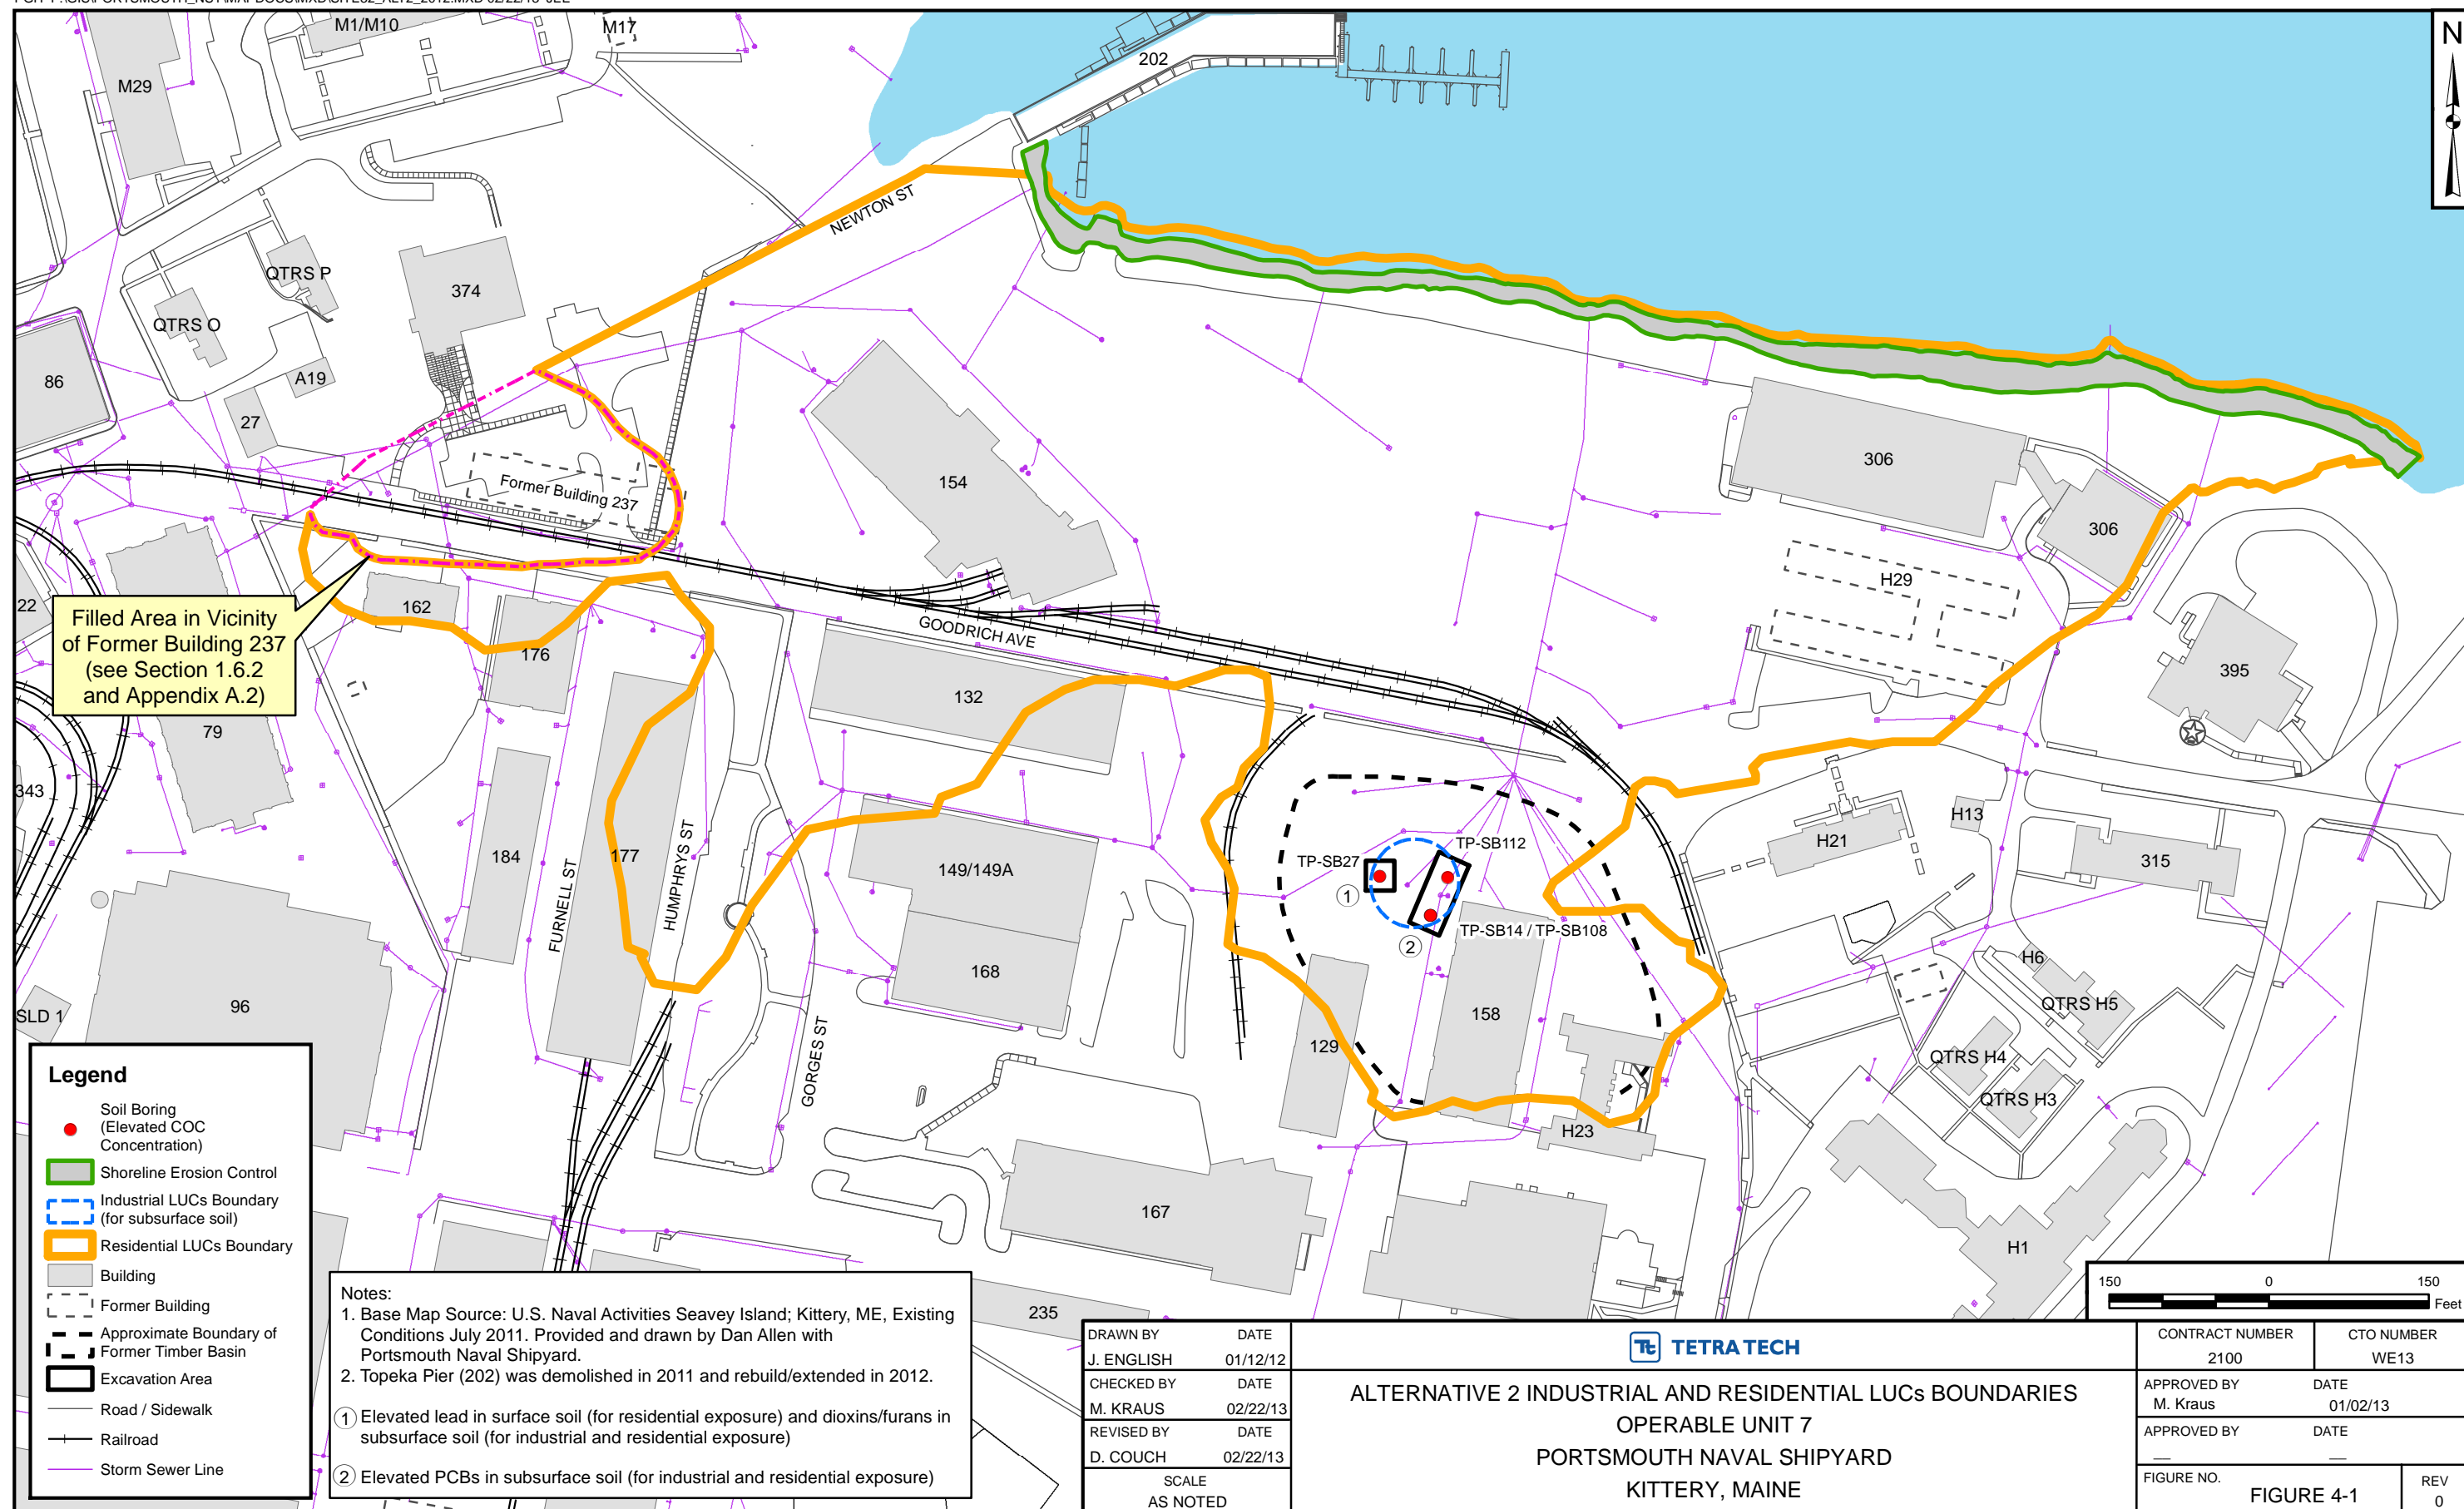 M1/M10
M17
M29
202
N
NEWTON ST
QTRS P
374
QTRS O
86
A19
27
Former Building 237
154
306
306
H29
22
162
Filled Area in Vicinity
of Former Building 237
(see Section 1.6.2
and Appendix A.2)
GOODRICH AVE
176
132
395
79
343
H13
H21
TP-SB112
TP-SB27
1
184
177
HUMPHRYS ST
149/149A
315
FURNELL ST
TP-SB14 / TP-SB108
2
H6
168
QTRS H5
SLD 1
96
158
129
GORGES ST
QTRS H4
QTRS H3
H23
167
H1
235
Legend
Soil Boring
(Elevated COC
Concentration)
Shoreline Erosion Control
Industrial LUCs Boundary
(for subsurface soil)
Residential LUCs Boundary
Building
Former Building
Approximate Boundary of
Former Timber Basin
Excavation Area
Road / Sidewalk
Railroad
Storm Sewer Line
Notes:
1. Base Map Source: U.S. Naval Activities Seavey Island; Kittery, ME, Existing
Conditions July 2011. Provided and drawn by Dan Allen with
Portsmouth Naval Shipyard.
2. Topeka Pier (202) was demolished in 2011 and rebuild/extended in 2012.
1 Elevated lead in surface soil (for residential exposure) and dioxins/furans in
subsurface soil (for industrial and residential exposure)
2 Elevated PCBs in subsurface soil (for industrial and residential exposure)
150 0 150
Feet
DRAWN BY DATE
J. ENGLISH 01/12/12
CHECKED BY DATE
M. KRAUS 02/22/13
REVISED BY DATE
D. COUCH 02/22/13
SCALE
AS NOTED
Tt TETRA TECH
ALTERNATIVE 2 INDUSTRIAL AND RESIDENTIAL LUCs BOUNDARIES
OPERABLE UNIT 7
PORTSMOUTH NAVAL SHIPYARD
KITTERY, MAINE
CONTRACT NUMBER
2100
CTO NUMBER
WE13
APPROVED BY DATE
M. Kraus 01/02/13
APPROVED BY DATE
— —
FIGURE NO.
FIGURE 4-1
REV
0